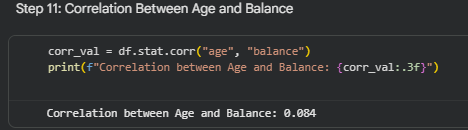 Step 11: Correlation Between Age and Balance
corr_val = df.stat.corr("age", "balance")
print(f"Correlation between Age and Balance: {corr_val:.3f}")
Correlation between Age and Balance: 0.084